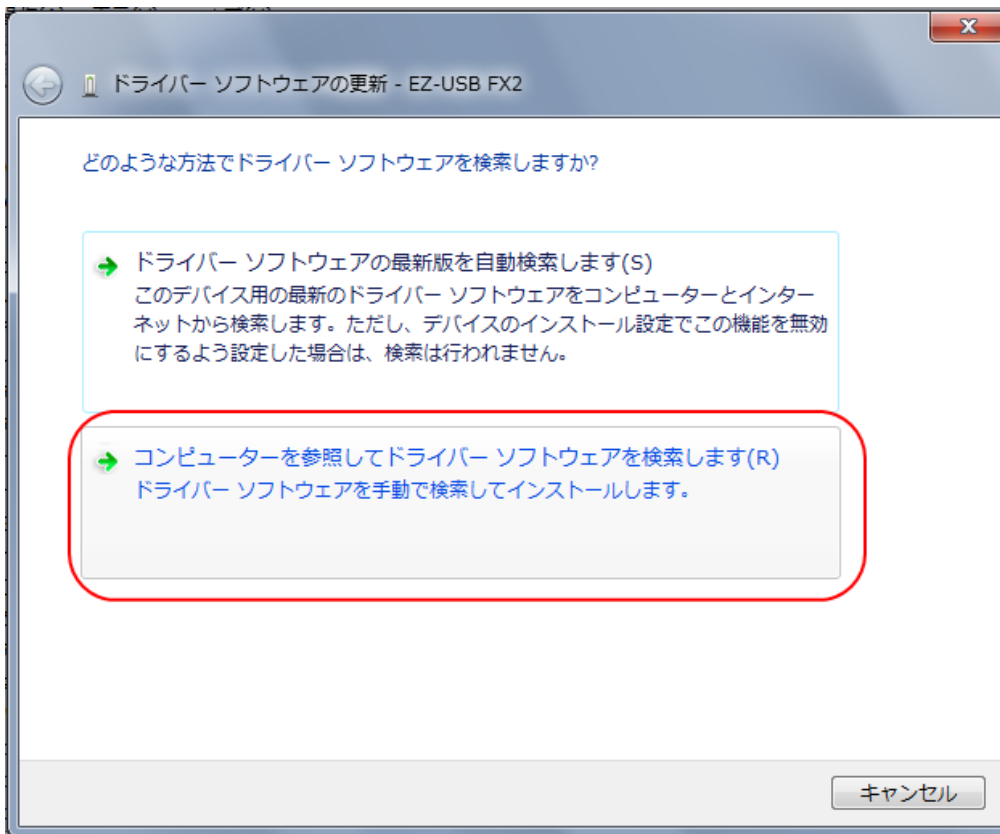 ドライバー ソフトウェアの更新 - EZ-USB FX2
どのような方法でドライバー ソフトウェアを検索しますか?
ドライバー ソフトウェアの最新版を自動検索します(S)
このデバイス用の最新のドライバー ソフトウェアをコンピューターとインター
ネットから検索します。ただし、デバイスのインストール設定でこの機能を無効
にするよう設定した場合は、検索は行われません。
コンピューターを参照してドライバー ソフトウェアを検索します(R)
ドライバー ソフトウェアを手動で検索してインストールします。
キャンセル